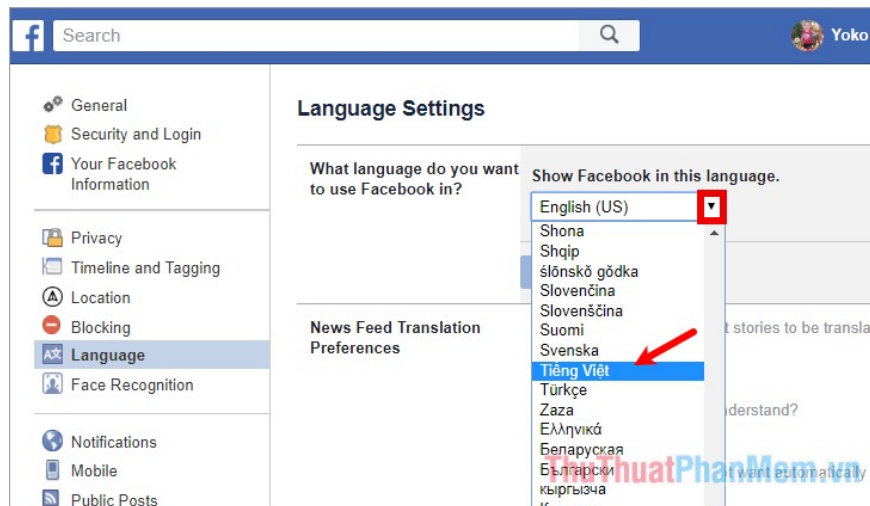 f Search Yoko
General
Security and Login
Your Facebook
Information
Privacy
Timeline and Tagging
Location
Blocking
Language
Face Recognition
Notifications
Mobile
Public Posts
Language Settings
What language do you want
to use Facebook in?
Show Facebook in this language.
English (US)
Shona
Shqip
ślōnskŏ gŏdka
Slovenčina
Slovenščina
Suomi
Svenska
Tiếng Việt
Türkçe
Zaza
Ελληνικά
Беларуская
Български
кыргызча
News Feed Translation
Preferences
t stories to be transla
derstand?
t want automatically
ThuThuatPhanMem.vn